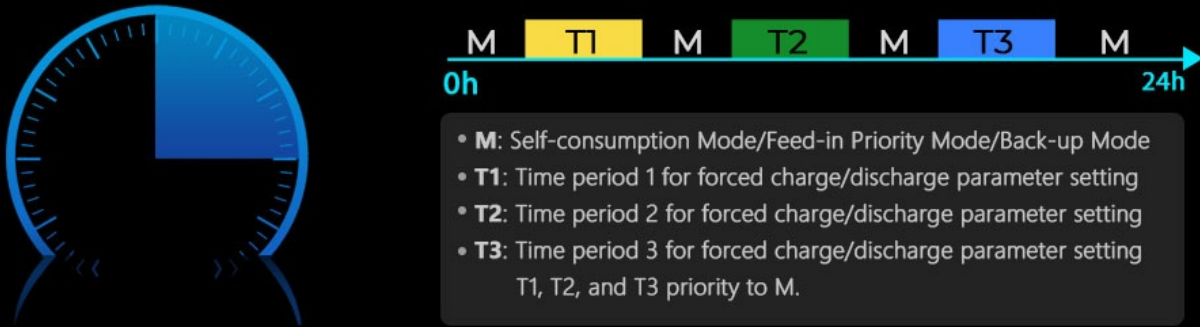 M T1 M T2 M T3 M
0h 24h
• M: Self-consumption Mode/Feed-in Priority Mode/Back-up Mode
• T1: Time period 1 for forced charge/discharge parameter setting
• T2: Time period 2 for forced charge/discharge parameter setting
• T3: Time period 3 for forced charge/discharge parameter setting
T1, T2, and T3 priority to M.